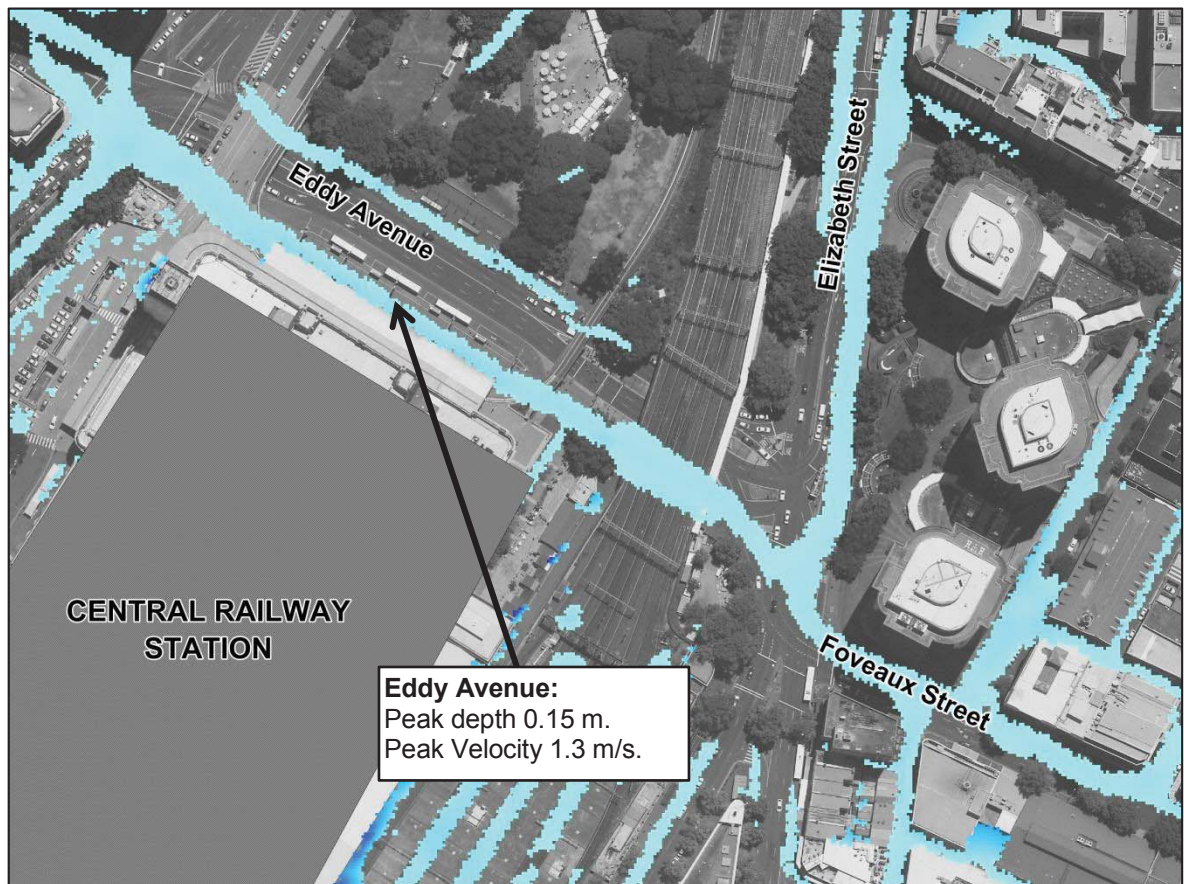 Eddy Avenue
Elizabeth Street
CENTRAL RAILWAY
STATION
Foveaux Street
Eddy Avenue:
Peak depth 0.15 m.
Peak Velocity 1.3 m/s.